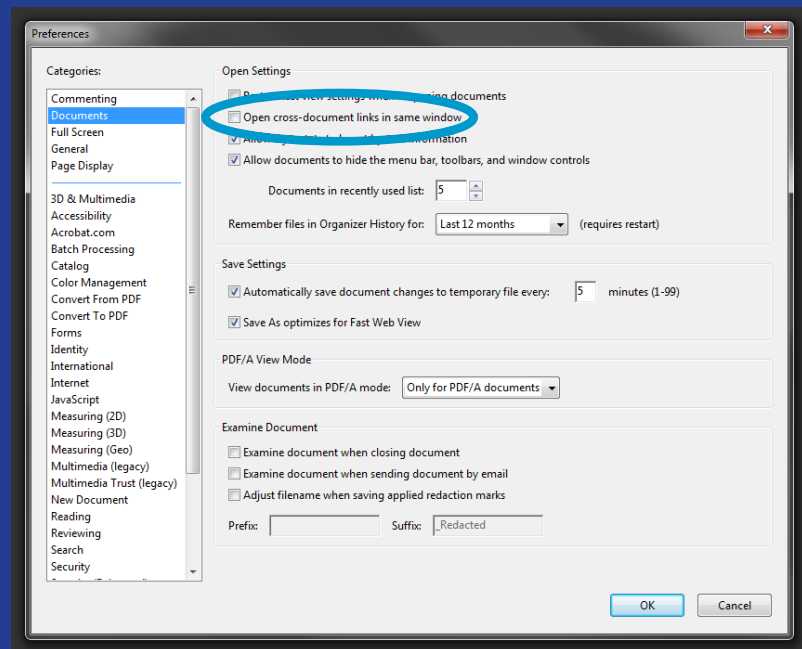 Preferences
x
Categories:
Commenting
Documents
Full Screen
General
Page Display
3D & Multimedia
Accessibility
Acrobat.com
Batch Processing
Catalog
Color Management
Convert From PDF
Convert To PDF
Forms
Identity
International
Internet
JavaScript
Measuring (2D)
Measuring (3D)
Measuring (Geo)
Multimedia (legacy)
Multimedia Trust (legacy)
New Document
Reading
Reviewing
Search
Security
Open Settings
view settings when documents
Open cross-document links in same window
Allow information
Allow documents to hide the menu bar, toolbars, and window controls
Documents in recently used list: 5
Remember files in Organizer History for: Last 12 months (requires restart)
Save Settings
Automatically save document changes to temporary file every: 5 minutes (1-99)
Save As optimizes for Fast Web View
PDF/A View Mode
View documents in PDF/A mode: Only for PDF/A documents
Examine Document
Examine document when closing document
Examine document when sending document by email
Adjust filename when saving applied redaction marks
Prefix: Suffix: _Redacted
OK Cancel